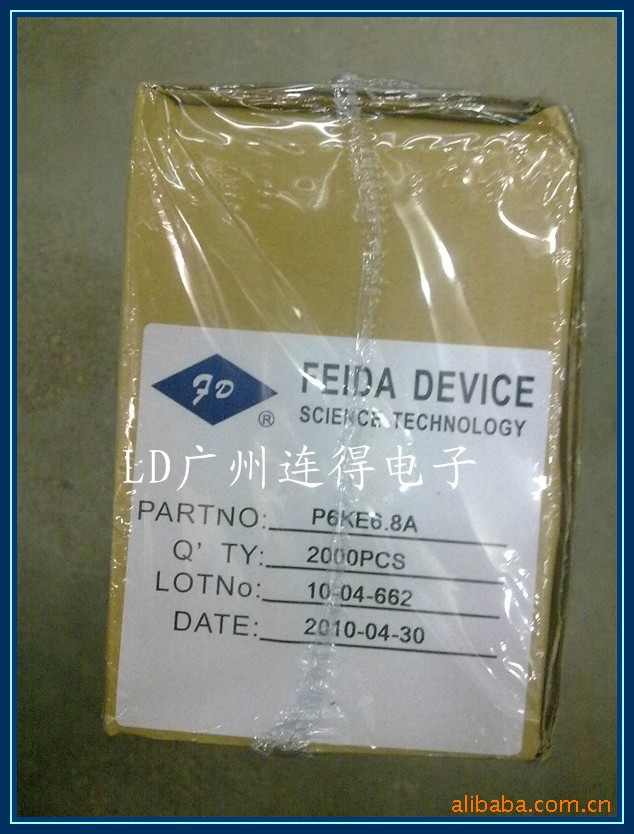 FD ® FEIDA DEVICE
SCIENCE TECHNOLOGY
LD广州连得电子
PARTNO: P6KE6.8A
Q' TY: 2000PCS
LOTNo: 10-04-662
DATE: 2010-04-30
alibaba.com.cn